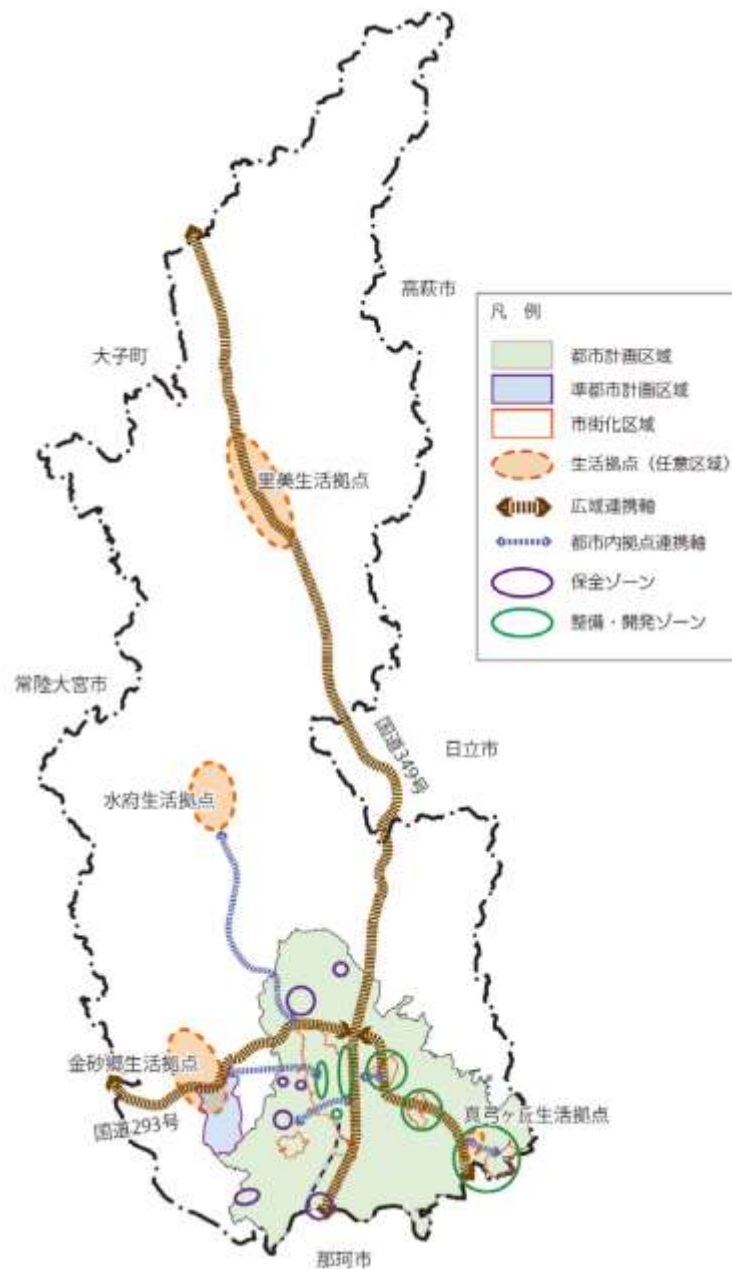 高萩市
大子町
凡 例
都市計画区域
準都市計画区域
市街化区域
生活拠点（任意区域）
広域連携軸
都市内拠点連携軸
保全ゾーン
整備・開発ゾーン
里美生活拠点
常陸大宮市
国道349号
日立市
水府生活拠点
金砂郷生活拠点
国道293号
真弓ヶ丘生活拠点
那珂市